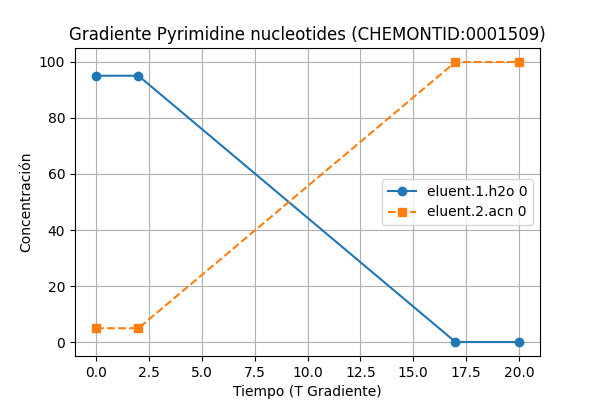 Gradiente Pyrimidine nucleotides (CHEMONTID:0001509)
100
80
60
40
20
0
Concentración
eluent.1.h2o 0
eluent.2.acn 0
0.0 2.5 5.0 7.5 10.0 12.5 15.0 17.5 20.0
Tiempo (T Gradiente)